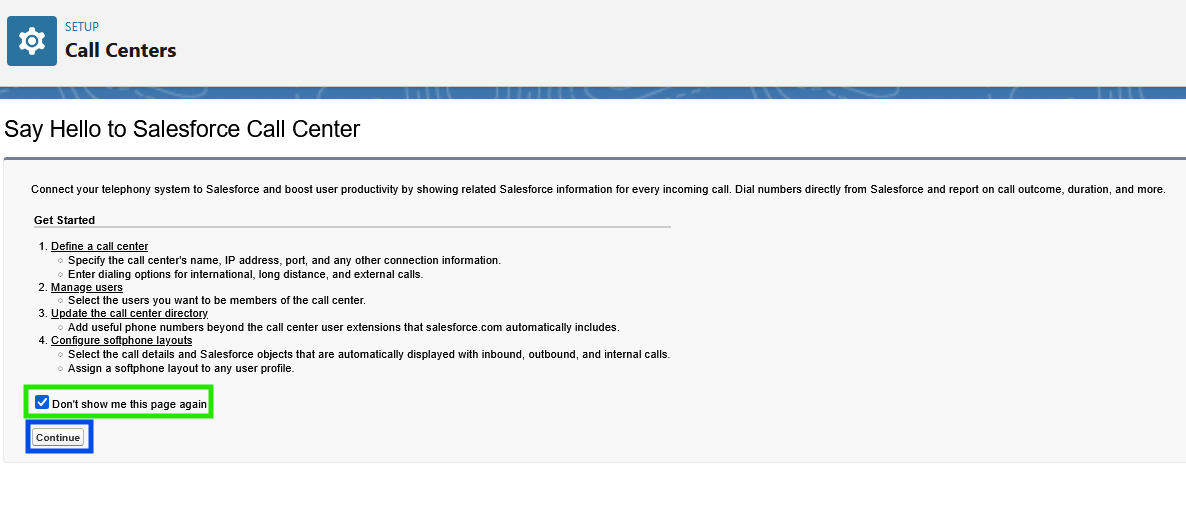 SETUP
Call Centers
Say Hello to Salesforce Call Center
Connect your telephony system to Salesforce and boost user productivity by showing related Salesforce information for every incoming call. Dial numbers directly from Salesforce and report on call outcome, duration, and more.
Get Started
1. Define a call center
○ Specify the call center's name, IP address, port, and any other connection information.
○ Enter dialing options for international, long distance, and external calls.
2. Manage users
○ Select the users you want to be members of the call center.
3. Update the call center directory
○ Add useful phone numbers beyond the call center user extensions that salesforce.com automatically includes.
4. Configure softphone layouts
○ Select the call details and Salesforce objects that are automatically displayed with inbound, outbound, and internal calls.
○ Assign a softphone layout to any user profile.
Don't show me this page again
Continue